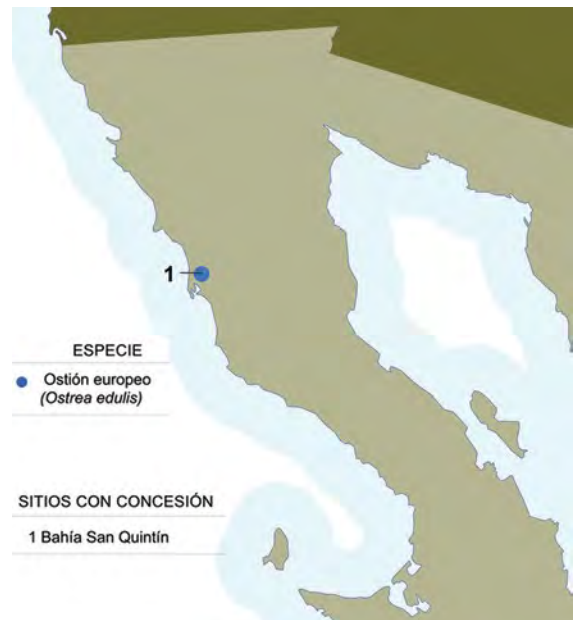 1
ESPECIE
Ostión europeo
(Ostrea edulis)
SITIOS CON CONCESIÓN
1 Bahía San Quintín